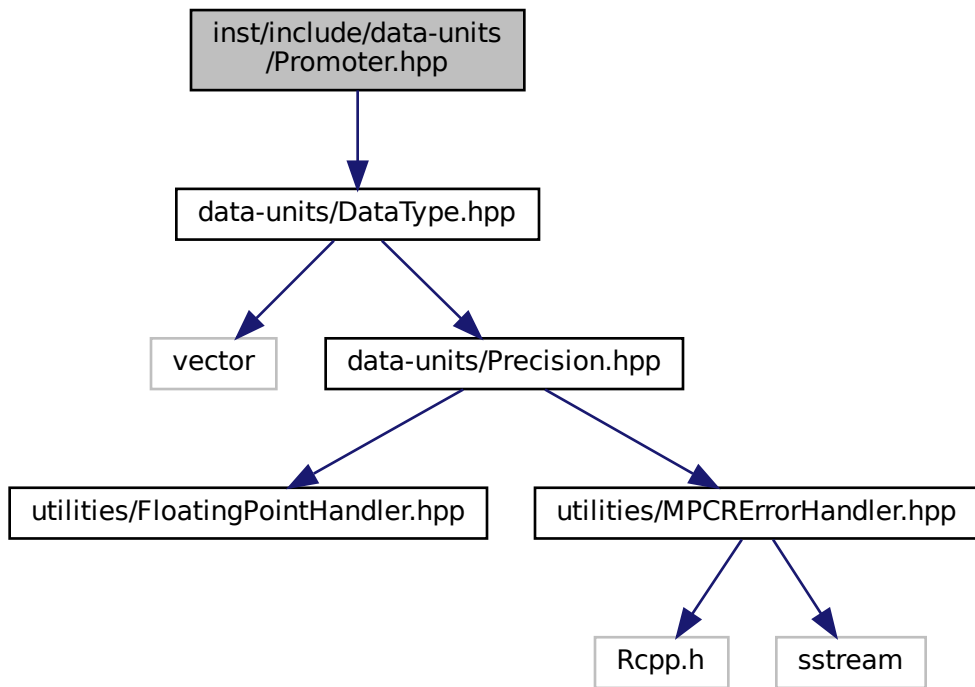 inst/include/data-units
/Promoter.hpp
data-units/DataType.hpp
vector
data-units/Precision.hpp
utilities/FloatingPointHandler.hpp
utilities/MPCRErrorHandler.hpp
Rcpp.h
sstream